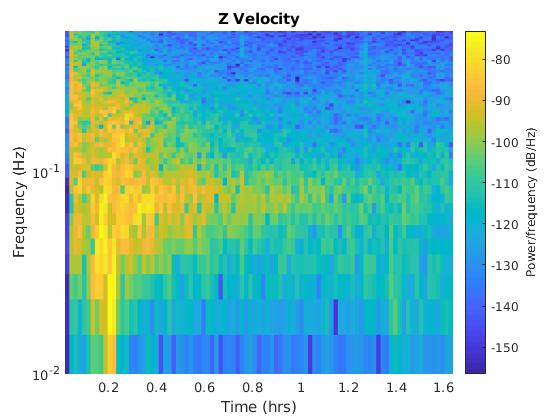 Z Velocity
Frequency (Hz)
10-1
10-2
0.2 0.4 0.6 0.8 1 1.2 1.4 1.6
Time (hrs)
-80
-90
-100
-110
-120
-130
-140
-150
Power/frequency (dB/Hz)